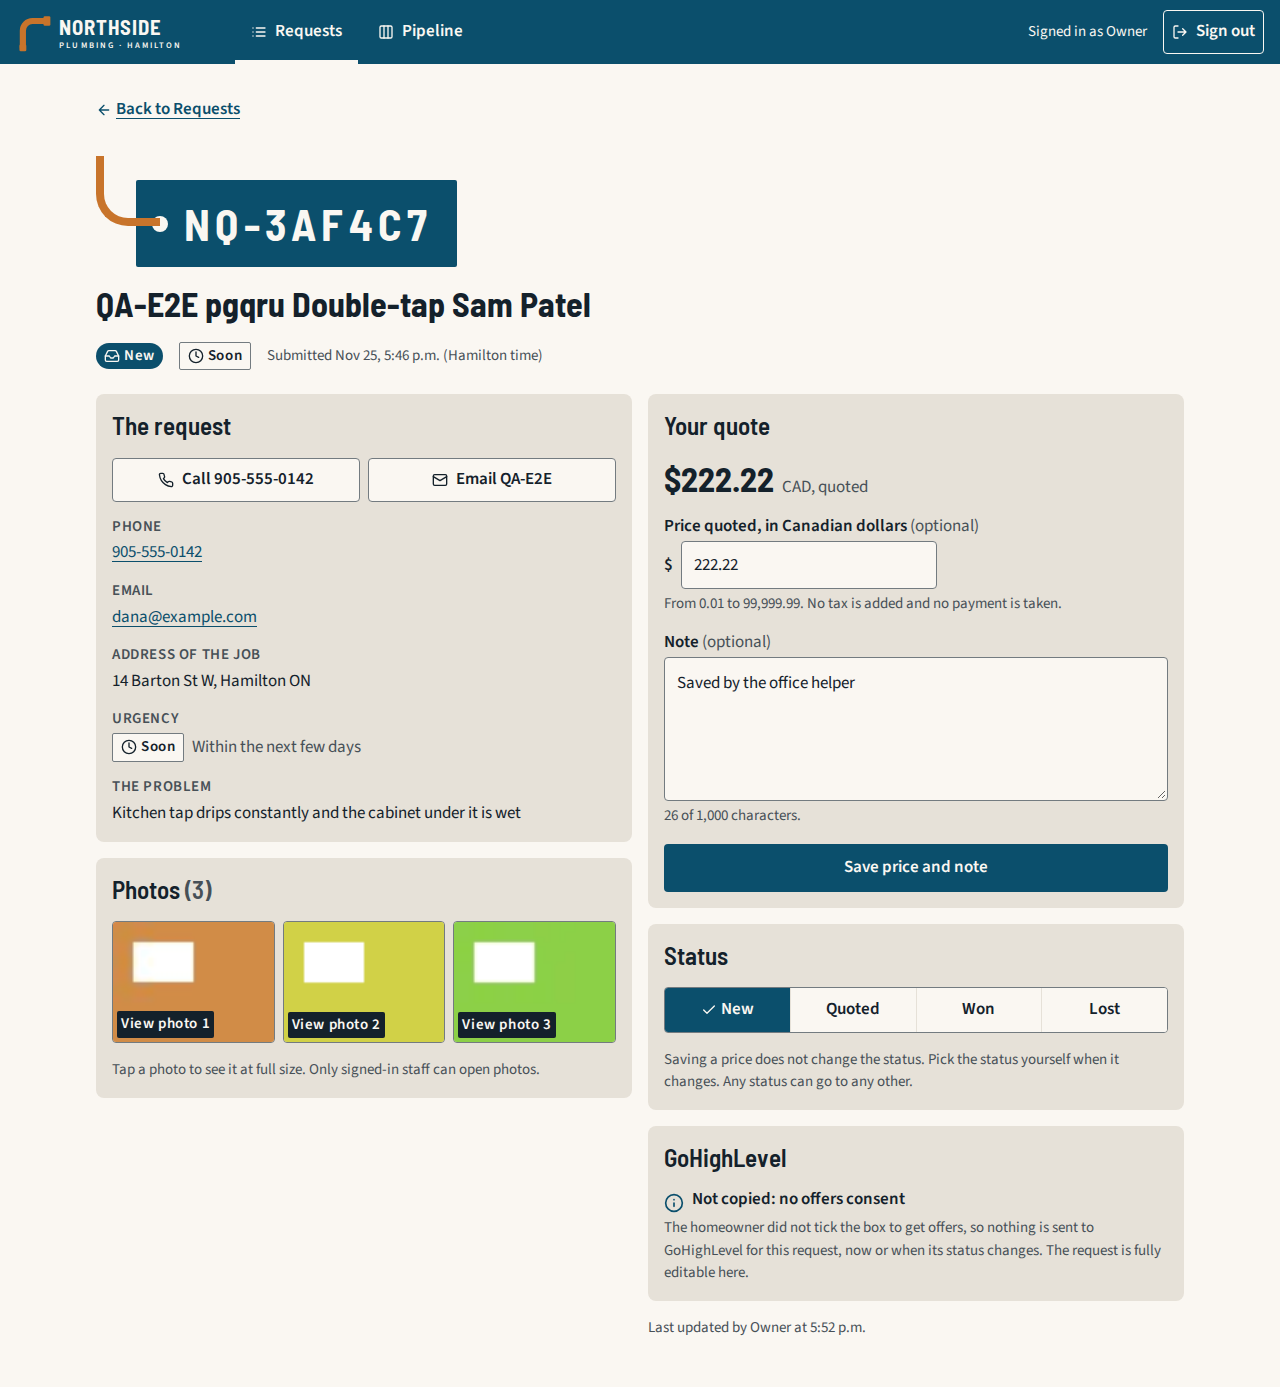 NORTHSIDE
PLUMBING · HAMILTON
Requests
Pipeline
Signed in as Owner
Sign out
Back to Requests
NQ-3AF4C7
QA-E2E pgqru Double-tap Sam Patel
New
Soon
Submitted Nov 25, 5:46 p.m. (Hamilton time)
The request
Call 905-555-0142
Email QA-E2E
PHONE
905-555-0142
EMAIL
dana@example.com
ADDRESS OF THE JOB
14 Barton St W, Hamilton ON
URGENCY
Soon
Within the next few days
THE PROBLEM
Kitchen tap drips constantly and the cabinet under it is wet
Photos (3)
View photo 1
View photo 2
View photo 3
Tap a photo to see it at full size. Only signed-in staff can open photos.
Your quote
$222.22 CAD, quoted
Price quoted, in Canadian dollars (optional)
$ 222.22
From 0.01 to 99,999.99. No tax is added and no payment is taken.
Note (optional)
Saved by the office helper
26 of 1,000 characters.
Save price and note
Status
New
Quoted
Won
Lost
Saving a price does not change the status. Pick the status yourself when it
changes. Any status can go to any other.
GoHighLevel
Not copied: no offers consent
The homeowner did not tick the box to get offers, so nothing is sent to
GoHighLevel for this request, now or when its status changes. The request is fully
editable here.
Last updated by Owner at 5:52 p.m.